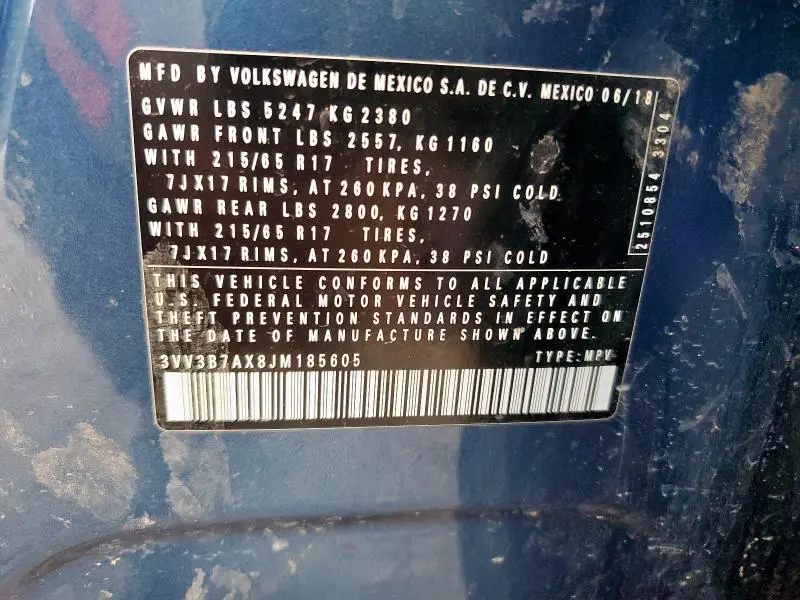 MFD BY VOLKSWAGEN DE MEXICO S.A. DE C.V. MEXICO 06/18
GVWR LBS 5247 KG 2380
GAWR FRONT LBS 2557, KG 1160
WITH 215/65 R17 TIRES,
7JX17 RIMS, AT 260 KPA, 38 PSI COLD
GAWR REAR LBS 2800, KG 1270
WITH 215/65 R17 TIRES,
7JX17 RIMS, AT 260 KPA, 38 PSI COLD
THIS VEHICLE CONFORMS TO ALL APPLICABLE
U.S. FEDERAL MOTOR VEHICLE SAFETY AND
THEFT PREVENTION STANDARDS IN EFFECT ON
THE DATE OF MANUFACTURE SHOWN ABOVE.
3VV3B7AX8JM185605 TYPE: MPV
2510854 3304